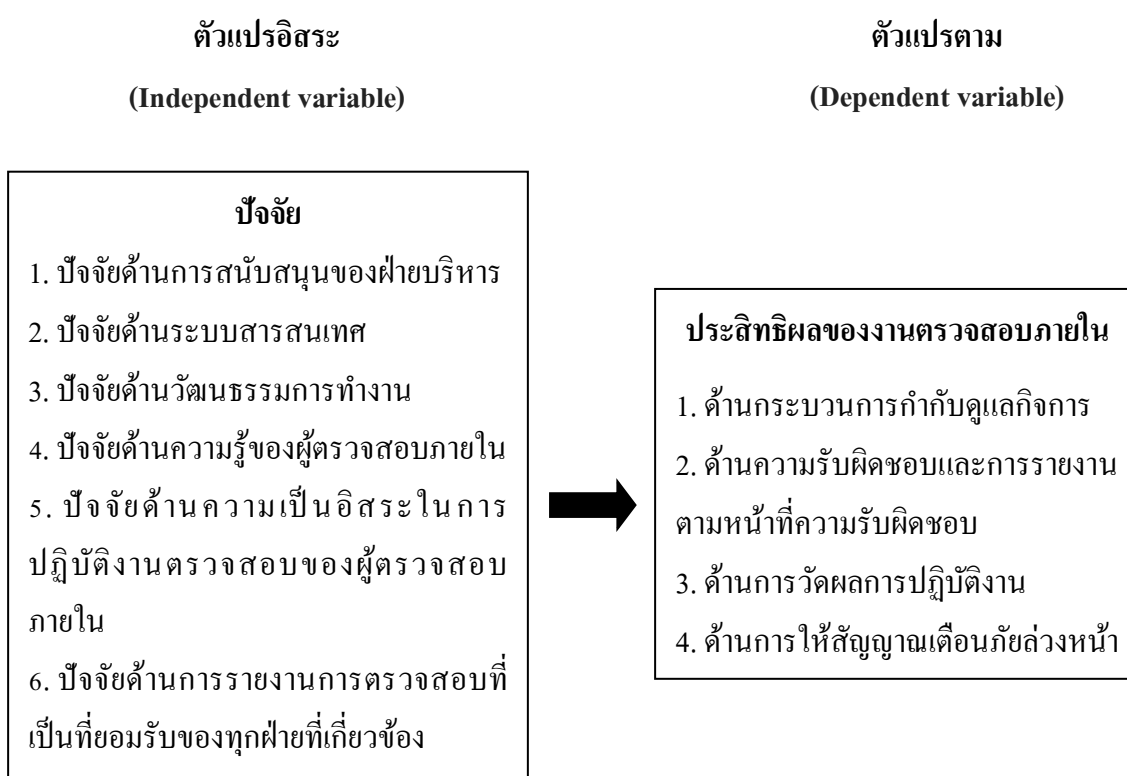 ตัวแปรอิสระ
(Independent variable)
ปัจจัย
1. ปัจจัยด้านการสนับสนุนของฝ่ายบริหาร
2. ปัจจัยด้านระบบสารสนเทศ
3. ปัจจัยด้านวัฒนธรรมการทำงาน
4. ปัจจัยด้านความรู้ของผู้ตรวจสอบภายใน
5. ปัจจัยด้านความเป็นอิสระในการ
ปฏิบัติงานตรวจสอบของผู้ตรวจสอบ
ภายใน
6. ปัจจัยด้านการรายงานการตรวจสอบที่
เป็นที่ยอมรับของทุกฝ่ายที่เกี่ยวข้อง
ตัวแปรตาม
(Dependent variable)
ประสิทธิผลของงานตรวจสอบภายใน
1. ด้านกระบวนการกำกับดูแลกิจการ
2. ด้านความรับผิดชอบและการรายงาน
ตามหน้าที่ความรับผิดชอบ
3. ด้านการวัดผลการปฏิบัติงาน
4. ด้านการให้สัญญาณเตือนภัยล่วงหน้า